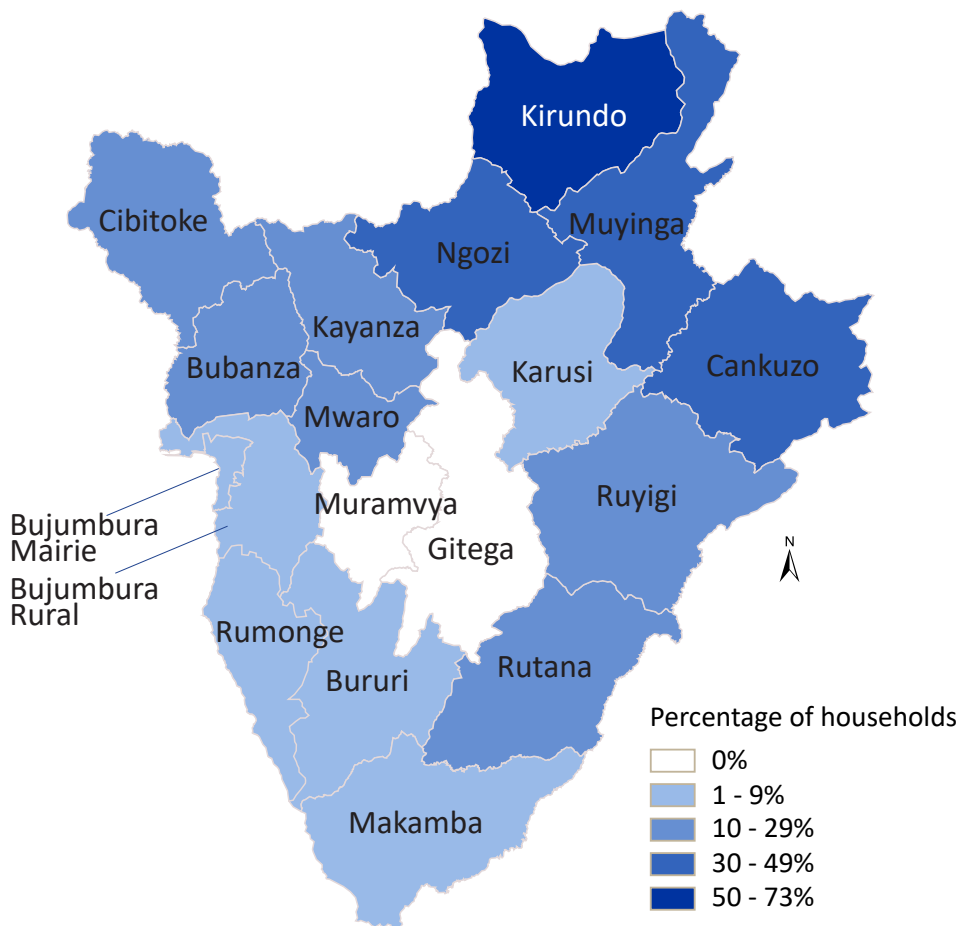 Kirundo
Cibitoke
Muyinga
Ngozi
Kayanza
Bubanza
Karusi
Cankuzo
Mwaro
Muramvya
Ruyigi
Bujumbura
Mairie
Gitega
N
Bujumbura
Rural
Rumonge
Bururi
Rutana
Makamba
Percentage of households
0%
1 - 9%
10 - 29%
30 - 49%
50 - 73%